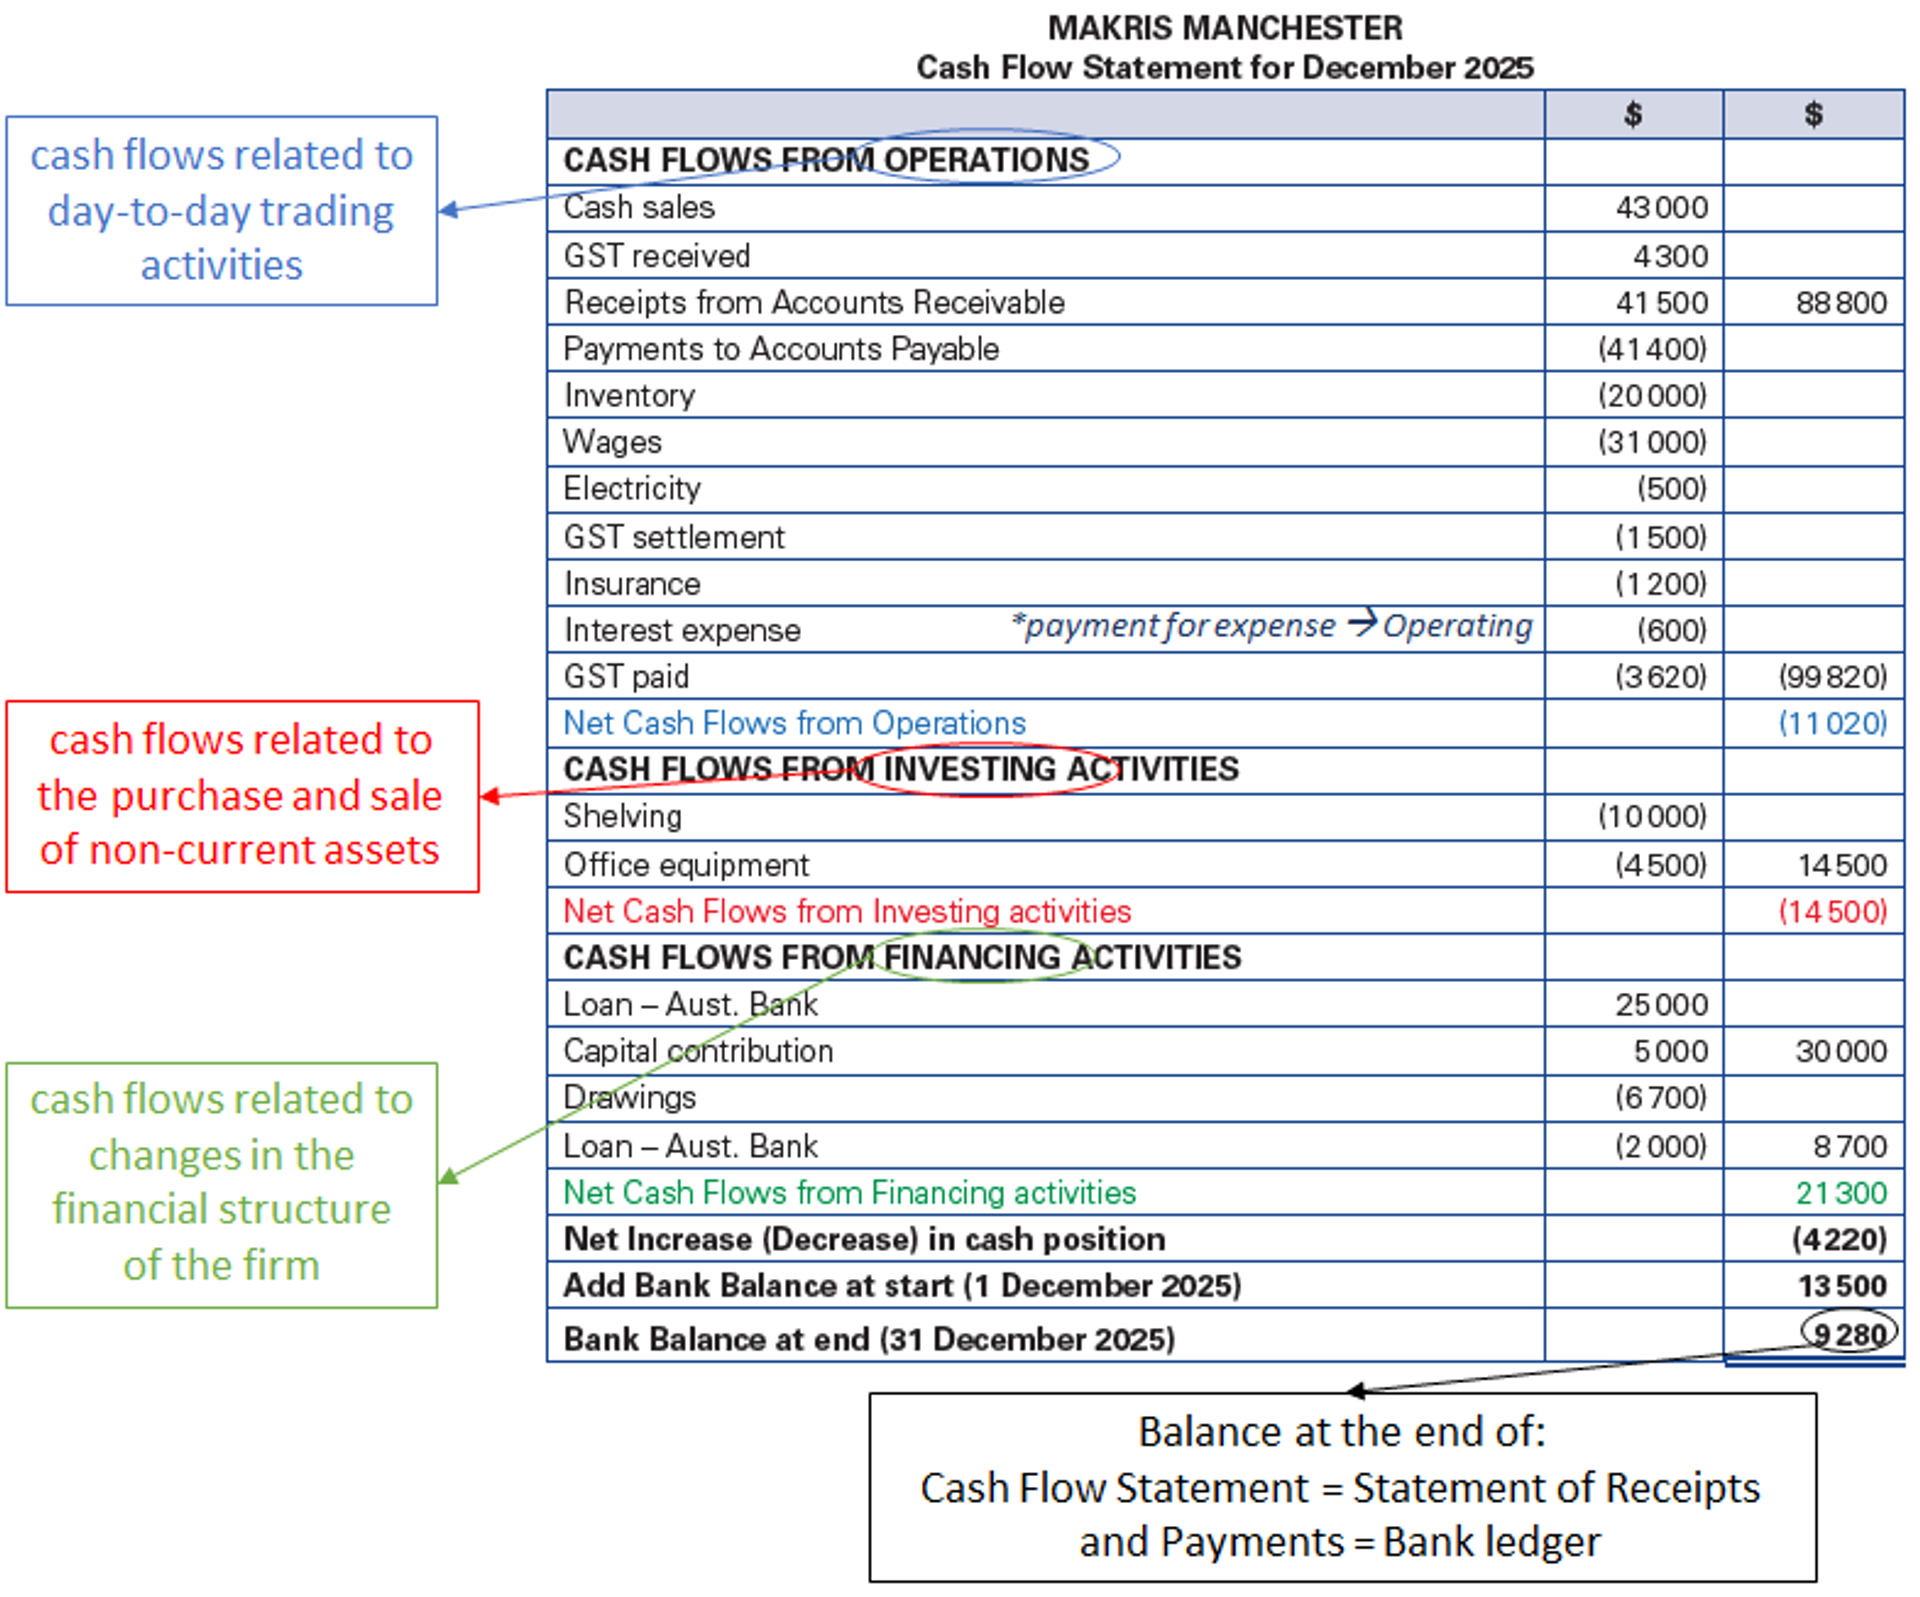 MAKRIS MANCHESTER
Cash Flow Statement for December 2025
$ $
CASH FLOWS FROM OPERATIONS
Cash sales 43 000
GST received 4 300
Receipts from Accounts Receivable 41 500 88 800
Payments to Accounts Payable (41 400)
Inventory (20 000)
Wages (31 000)
Electricity (500)
GST settlement (1 500)
Insurance (1 200)
Interest expense *payment for expense → Operating (600)
GST paid (3 620) (99 820)
Net Cash Flows from Operations (11 020)
CASH FLOWS FROM INVESTING ACTIVITIES
Shelving (10 000)
Office equipment (4 500) 14 500
Net Cash Flows from Investing activities (14 500)
CASH FLOWS FROM FINANCING ACTIVITIES
Loan – Aust. Bank 25 000
Capital contribution 5 000 30 000
Drawings (6 700)
Loan – Aust. Bank (2 000) 8 700
Net Cash Flows from Financing activities 21 300
Net Increase (Decrease) in cash position (4 220)
Add Bank Balance at start (1 December 2025) 13 500
Bank Balance at end (31 December 2025) 9 280
cash flows related to
day-to-day trading
activities
cash flows related to
the purchase and sale
of non-current assets
cash flows related to
changes in the
financial structure
of the firm
Balance at the end of:
Cash Flow Statement = Statement of Receipts
and Payments = Bank ledger